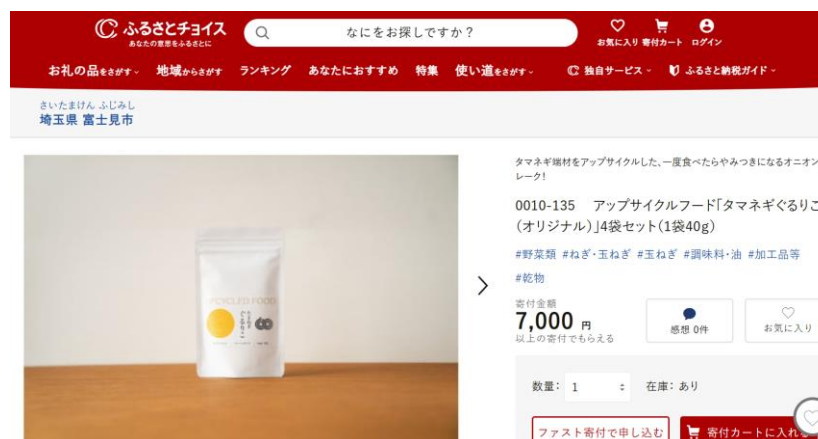 ふるさとチョイス
あなたの意思をふるさとに
なにをお探しですか？
お気に入り 寄付カート ログイン
お礼の品をさがす 地域からさがす ランキング あなたにおすすめ 特集 使い道をさがす 独自サービス ふるさと納税ガイド
さいたまけん ふじみし
埼玉県 富士見市
タマネギ端材をアップサイクルした、一度食べたらやみつきになるオニオン
レーク!
0010-135 アップサイクルフード「タマネギぐるりこ
(オリジナル)」4袋セット(1袋40g)
#野菜類 #ねぎ・玉ねぎ #玉ねぎ #調味料・油 #加工品等
#乾物
寄付金額
7,000 円
以上の寄付でもらえる
感想 0件
お気に入り
数量: 1 在庫: あり
ファスト寄付で申し込む
寄付カートに入れ
PCYCLED FOOD